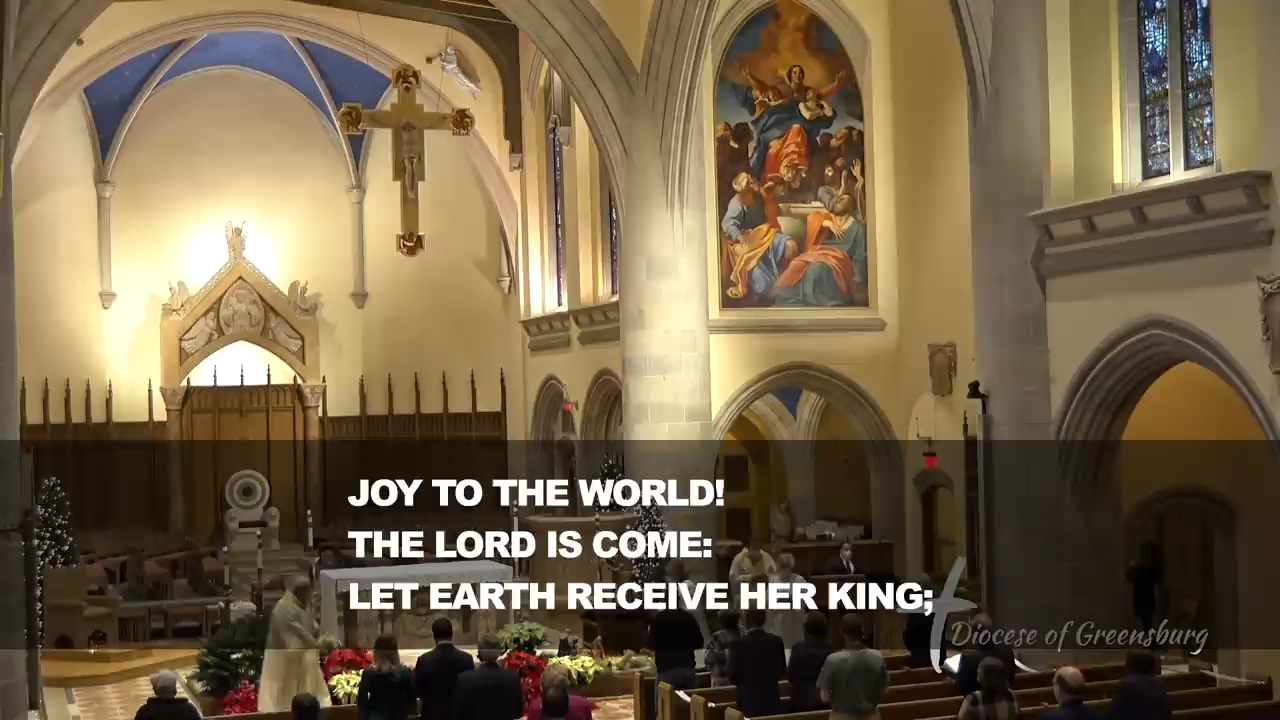 JOY TO THE WORLD!
THE LORD IS COME:
LET EARTH RECEIVE HER KING;
Diocese of Greensburg